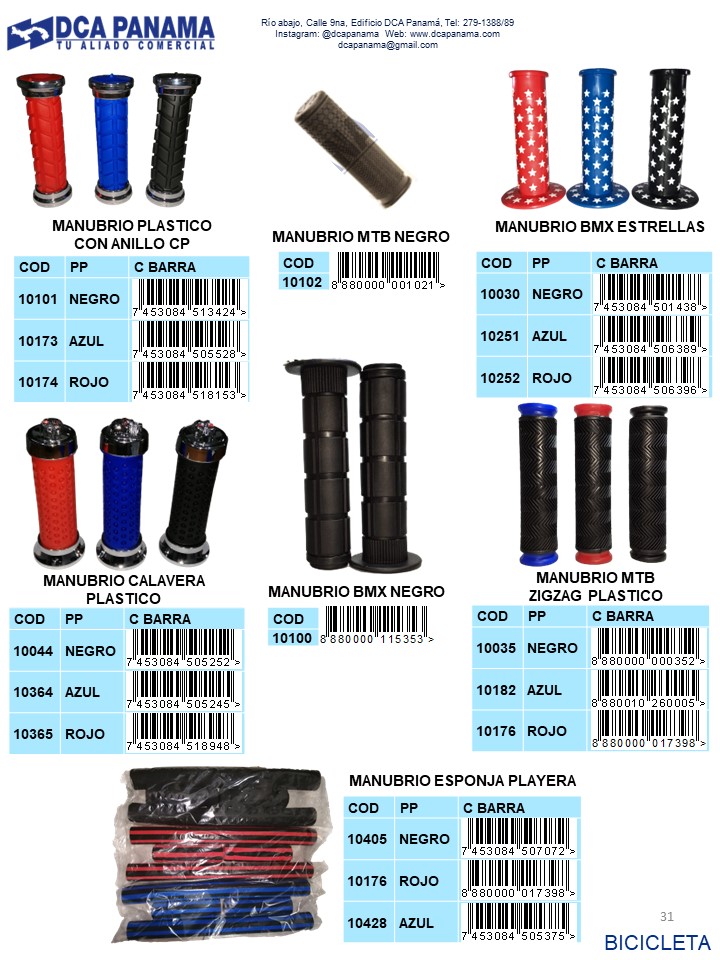 DCA PANAMA
TU ALIADO COMERCIAL
Río abajo, Calle 9na, Edificio DCA Panamá, Tel: 279-1388/89
Instagram: @dcapanama Web: www.dcapanama.com
dcapanama@gmail.com
MANUBRIO PLASTICO
CON ANILLO CP
COD PP C BARRA
10101 NEGRO 7 453084 513424 >
10173 AZUL 7 453084 505528 >
10174 ROJO 7 453084 518153 >
MANUBRIO MTB NEGRO
COD
10102 8 880000 001021 >
MANUBRIO BMX ESTRELLAS
COD PP C BARRA
10030 NEGRO 7 453084 501438 >
10251 AZUL 7 453084 506389 >
10252 ROJO 7 453084 506396 >
MANUBRIO CALAVERA
PLASTICO
COD PP C BARRA
10044 NEGRO 7 453084 505252 >
10364 AZUL 7 453084 505245 >
10365 ROJO 7 453084 518948 >
MANUBRIO BMX NEGRO
COD
10100 8 880000 115353 >
MANUBRIO MTB
ZIGZAG PLASTICO
COD PP C BARRA
10035 NEGRO 8 880000 000352 >
10182 AZUL 8 880010 260005 >
10176 ROJO 8 880000 017398 >
MANUBRIO ESPONJA PLAYERA
COD PP C BARRA
10405 NEGRO 7 453084 507072 >
10176 ROJO 8 880000 017398 >
10428 AZUL 7 453084 505375 >
31
BICICLETA